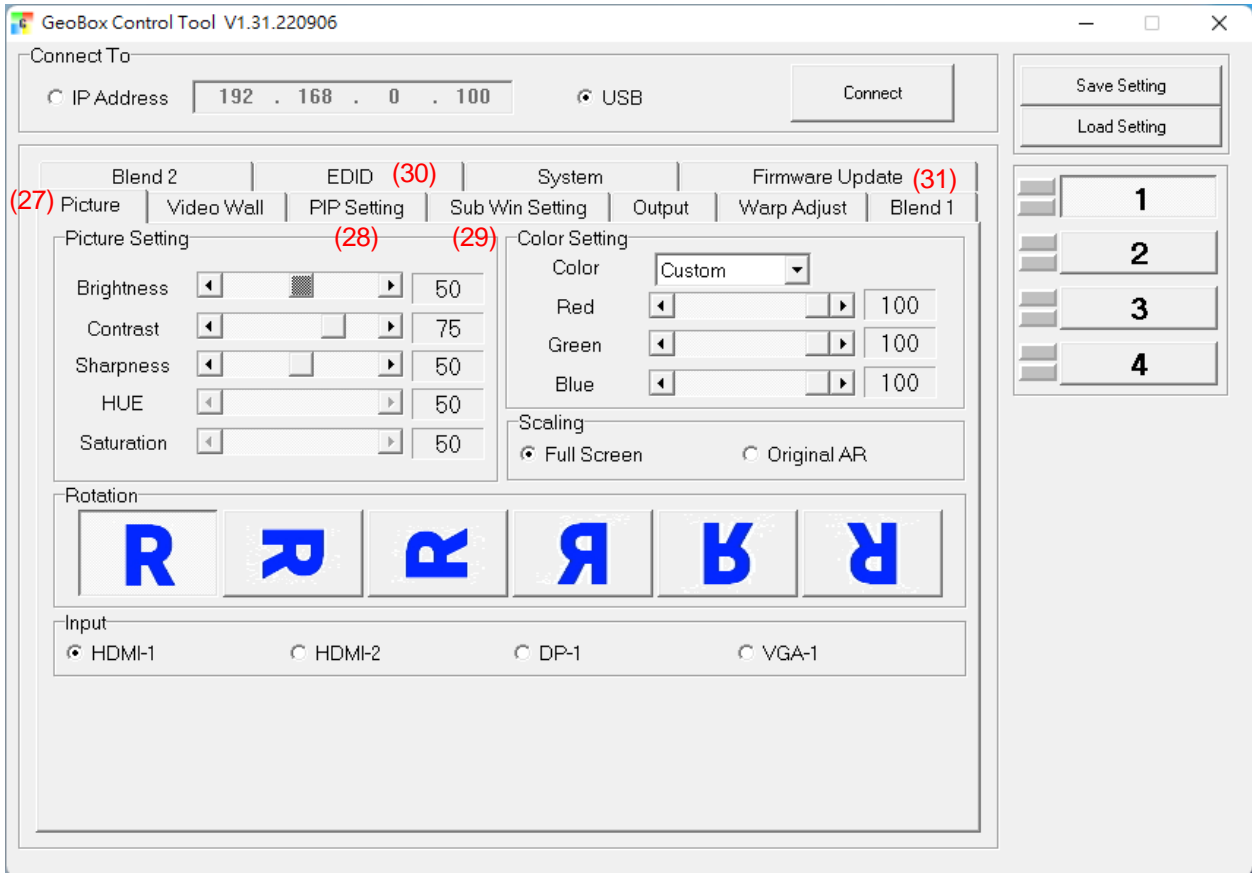 GeoBox Control Tool V1.31.220906
Connect To
IP Address 192 . 168 . 0 . 100 USB Connect
Save Setting
Load Setting
Blend 2 EDID (30) System Firmware Update (31)
(27) Picture Video Wall PIP Setting Sub Win Setting Output Warp Adjust Blend 1
(28) (29)
Picture Setting
Brightness 50
Contrast 75
Sharpness 50
HUE 50
Saturation 50
Color Setting
Color Custom
Red 100
Green 100
Blue 100
Scaling
Full Screen Original AR
Rotation
R R R R R R
Input
HDMI-1 HDMI-2 DP-1 VGA-1
1
2
3
4